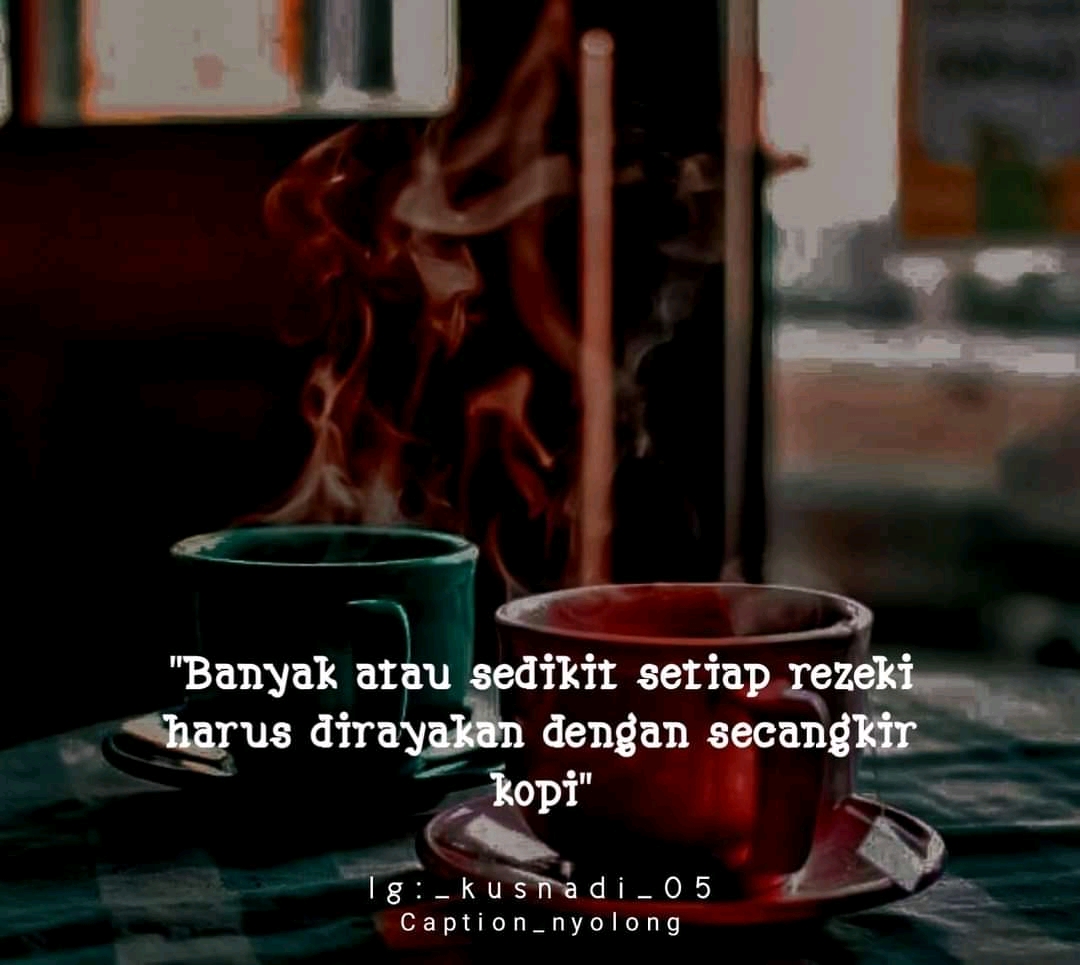 "Banyak atau sedikit setiap rezeki
harus dirayakan dengan secangkir
kopi"
Ig:_kusnadi_05
Caption_nyolong